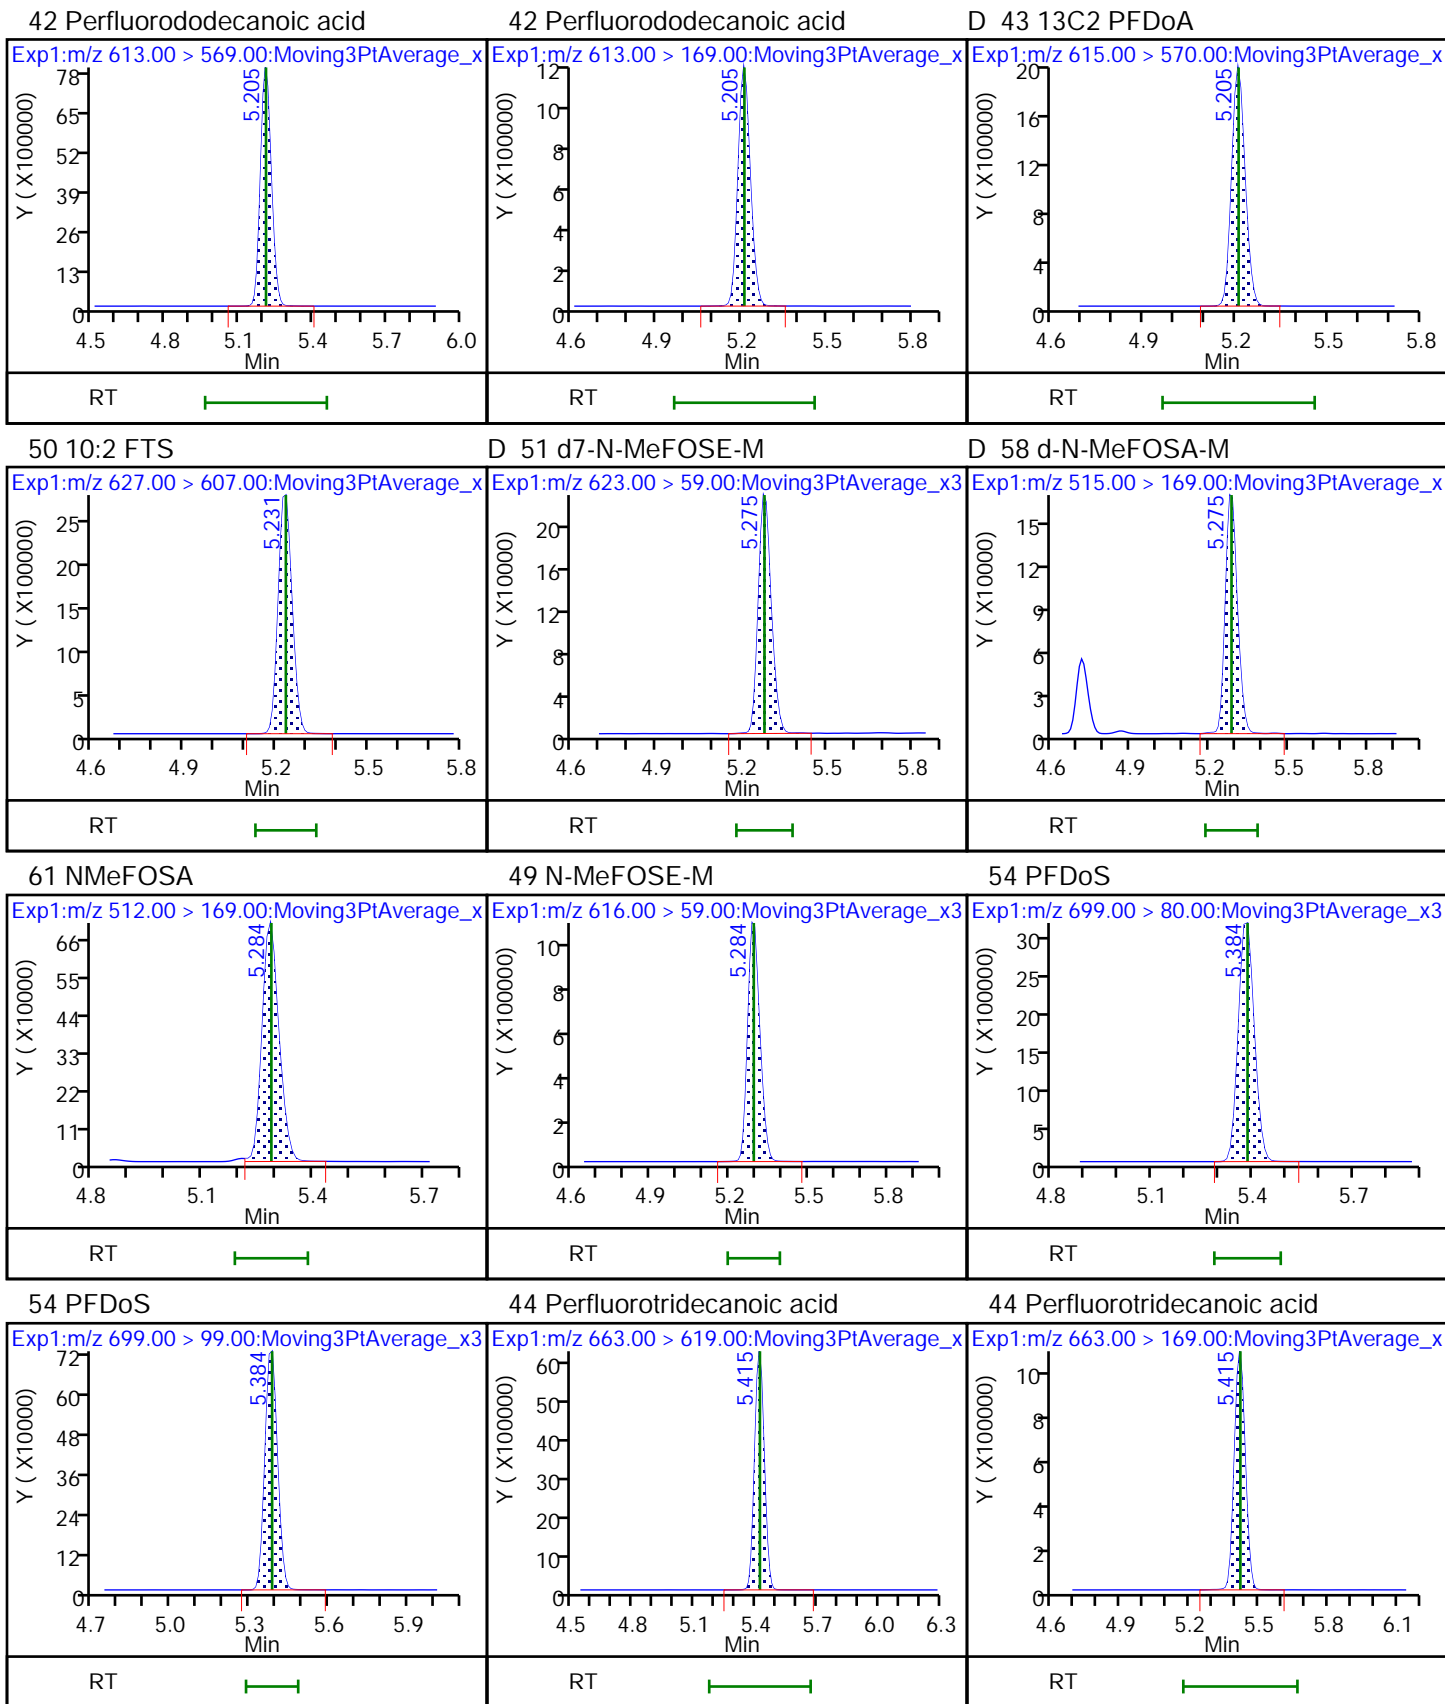 42 Perfluorododecanoic acid
Exp1:m/z 613.00 > 569.00:Moving3PtAverage_x
Y ( X100000)
78
65
52
39
26
13
0
5.205
4.5 4.8 5.1 5.4 5.7 6.0
Min
RT
42 Perfluorododecanoic acid
Exp1:m/z 613.00 > 169.00:Moving3PtAverage_x
Y ( X100000)
12
10
8
6
4
2
0
5.205
4.6 4.9 5.2 5.5 5.8
Min
RT
D 43 13C2 PFDoA
Exp1:m/z 615.00 > 570.00:Moving3PtAverage_x
Y ( X100000)
20
16
12
8
4
0
5.205
4.6 4.9 5.2 5.5 5.8
Min
RT
50 10:2 FTS
Exp1:m/z 627.00 > 607.00:Moving3PtAverage_x
Y ( X100000)
25
20
15
10
5
0
5.231
4.6 4.9 5.2 5.5 5.8
Min
RT
D 51 d7-N-MeFOSE-M
Exp1:m/z 623.00 > 59.00:Moving3PtAverage_x3
Y ( X10000)
20
16
12
8
4
0
5.275
4.6 4.9 5.2 5.5 5.8
Min
RT
D 58 d-N-MeFOSA-M
Exp1:m/z 515.00 > 169.00:Moving3PtAverage_x
Y ( X10000)
15
12
9
6
3
0
5.275
4.6 4.9 5.2 5.5 5.8
Min
RT
61 NMeFOSA
Exp1:m/z 512.00 > 169.00:Moving3PtAverage_x
Y ( X10000)
66
55
44
33
22
11
0
5.284
4.8 5.1 5.4 5.7
Min
RT
49 N-MeFOSE-M
Exp1:m/z 616.00 > 59.00:Moving3PtAverage_x3
Y ( X100000)
10
8
6
4
2
0
5.284
4.6 4.9 5.2 5.5 5.8
Min
RT
54 PFDoS
Exp1:m/z 699.00 > 80.00:Moving3PtAverage_x3
Y ( X100000)
30
25
20
15
10
5
0
5.384
4.8 5.1 5.4 5.7
Min
RT
54 PFDoS
Exp1:m/z 699.00 > 99.00:Moving3PtAverage_x3
Y ( X10000)
72
60
48
36
24
12
0
5.384
4.7 5.0 5.3 5.6 5.9
Min
RT
44 Perfluorotridecanoic acid
Exp1:m/z 663.00 > 619.00:Moving3PtAverage_x
Y ( X100000)
60
50
40
30
20
10
0
5.415
4.5 4.8 5.1 5.4 5.7 6.0 6.3
Min
RT
44 Perfluorotridecanoic acid
Exp1:m/z 663.00 > 169.00:Moving3PtAverage_x
Y ( X100000)
10
8
6
4
2
0
5.415
4.6 4.9 5.2 5.5 5.8 6.1
Min
RT